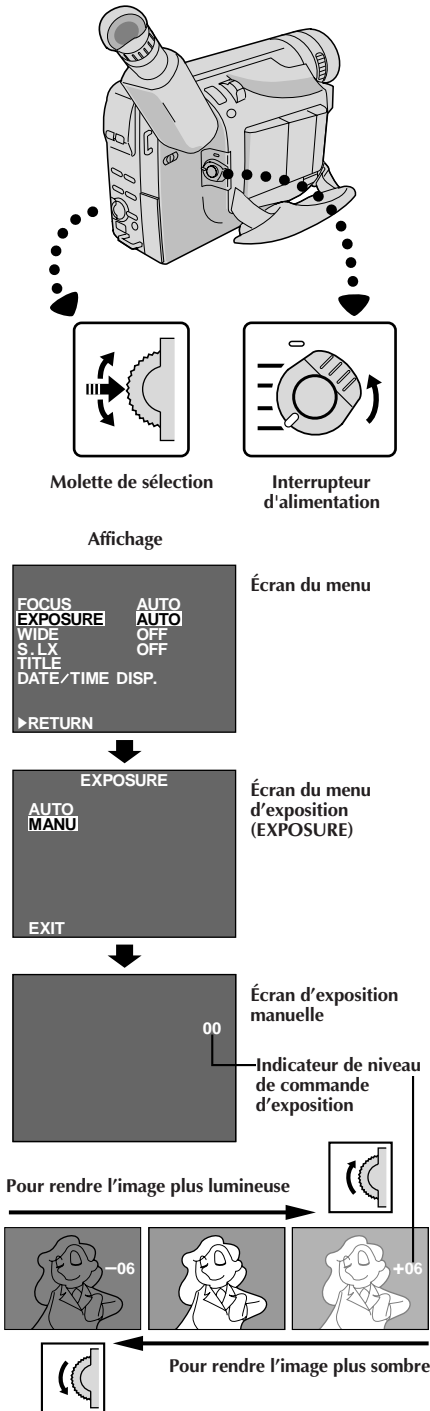 Molette de sélection
Interrupteur
d'alimentation
Affichage
Écran du menu
FOCUS AUTO
EXPOSURE AUTO
WIDE OFF
S.LX OFF
TITLE
DATE/TIME DISP.
▶RETURN
EXPOSURE
AUTO
MANU
EXIT
Écran du menu
d’exposition
(EXPOSURE)
Écran d’exposition
manuelle
00
Indicateur de niveau
de commande
d’exposition
Pour rendre l’image plus lumineuse
–06
+06
Pour rendre l’image plus sombre